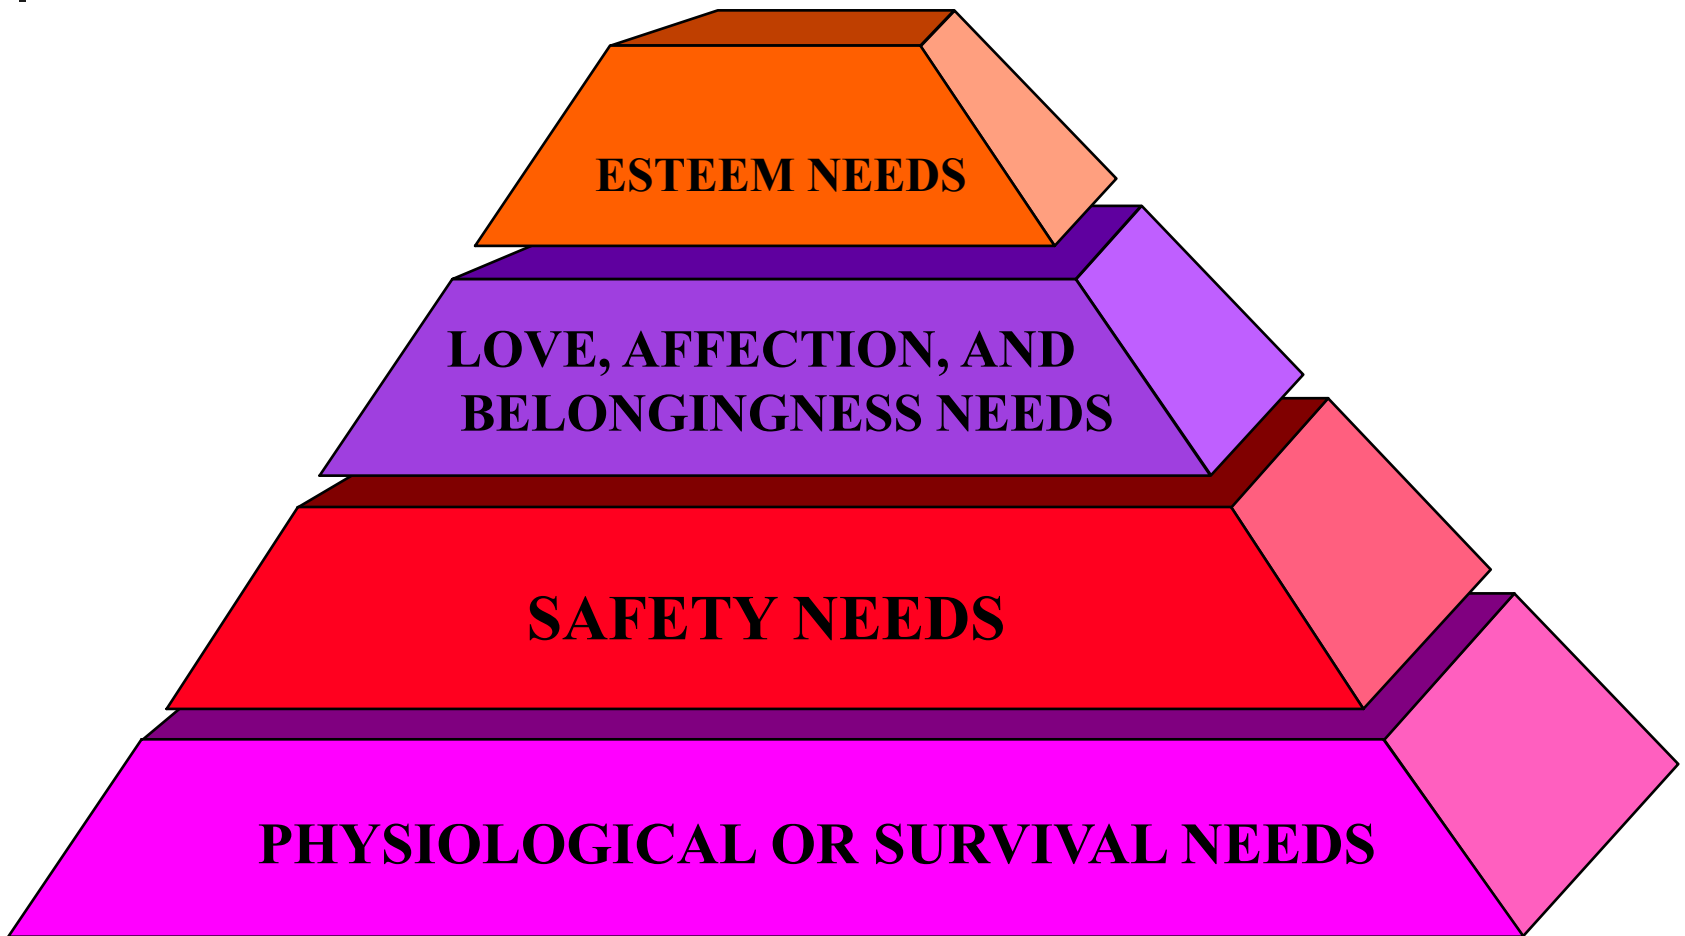 ESTEEM NEEDS
LOVE, AFFECTION, AND
BELONGINGNESS NEEDS
SAFETY NEEDS
PHYSIOLOGICAL OR SURVIVAL NEEDS